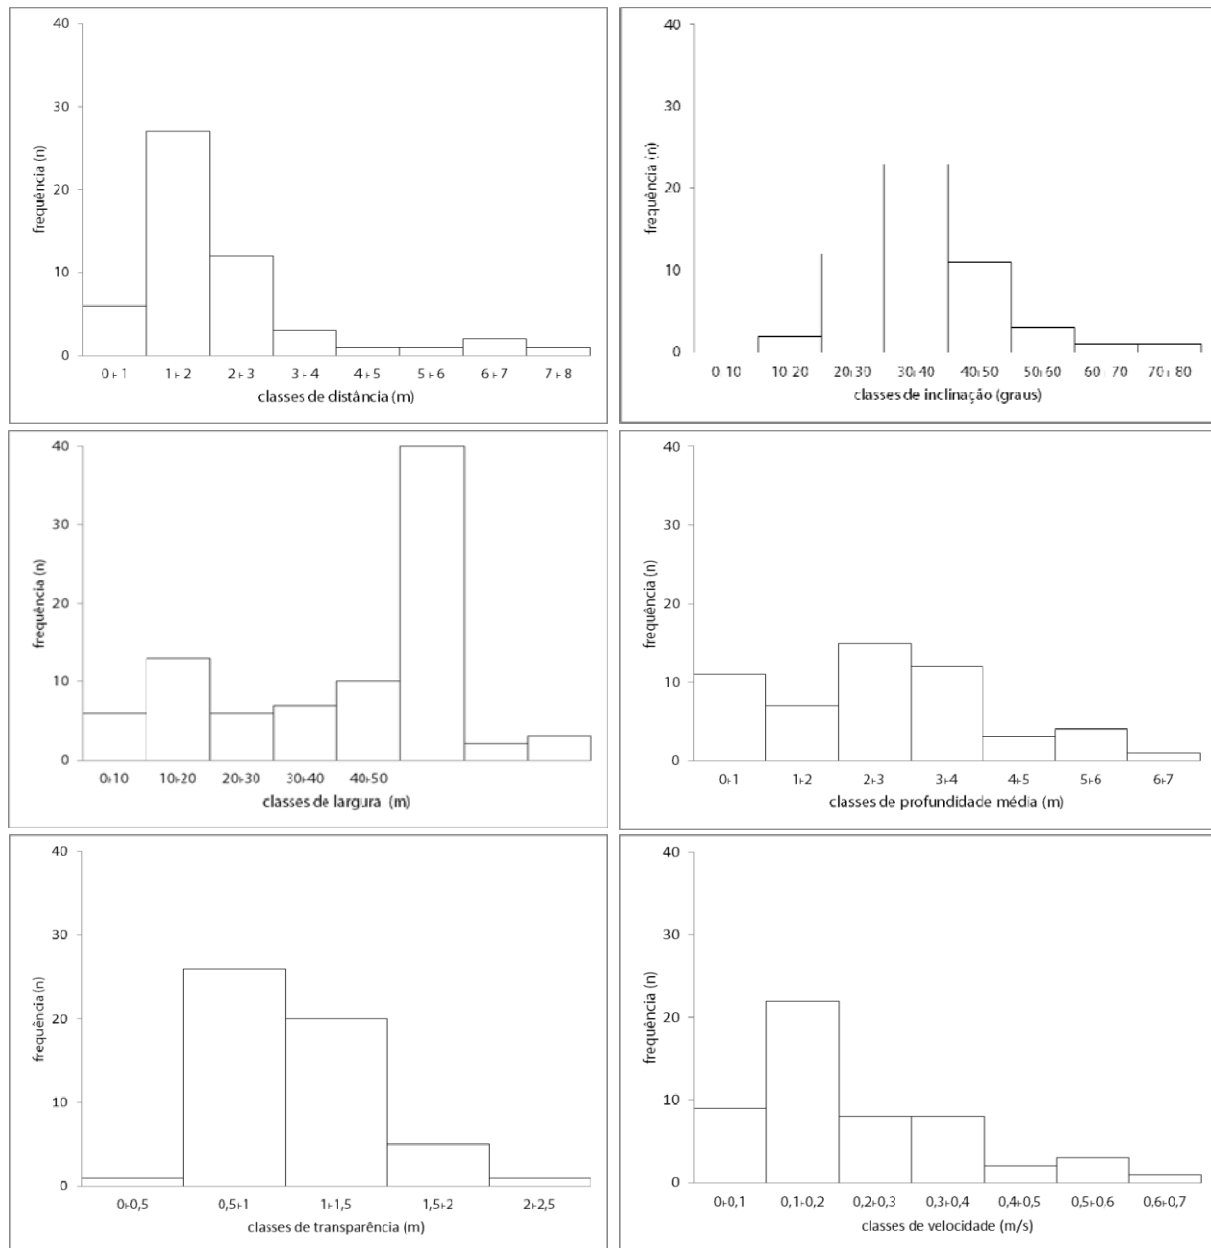 40
30
20
10
0
frequência (n)
0⊢1 1⊢2 2⊢3 3⊢4 4⊢5 5⊢6 6⊢7 7⊢8
classes de distância (m)
40
30
20
10
0
frequência (n)
0⊢10 10⊢20 20⊢30 30⊢40 40⊢50 50⊢60 60⊢70 70⊢80
classes de inclinação (graus)
40
30
20
10
0
frequência (n)
0⊢10 10⊢20 20⊢30 30⊢40 40⊢50
classes de largura (m)
40
30
20
10
0
frequência (n)
0⊢1 1⊢2 2⊢3 3⊢4 4⊢5 5⊢6 6⊢7
classes de profundidade média (m)
40
30
20
10
0
frequência (n)
0⊢0,5 0,5⊢1 1⊢1,5 1,5⊢2 2⊢2,5
classes de transparência (m)
40
30
20
10
0
frequência (n)
0⊢0,1 0,1⊢0,2 0,2⊢0,3 0,3⊢0,4 0,4⊢0,5 0,5⊢0,6 0,6⊢0,7
classes de velocidade (m/s)